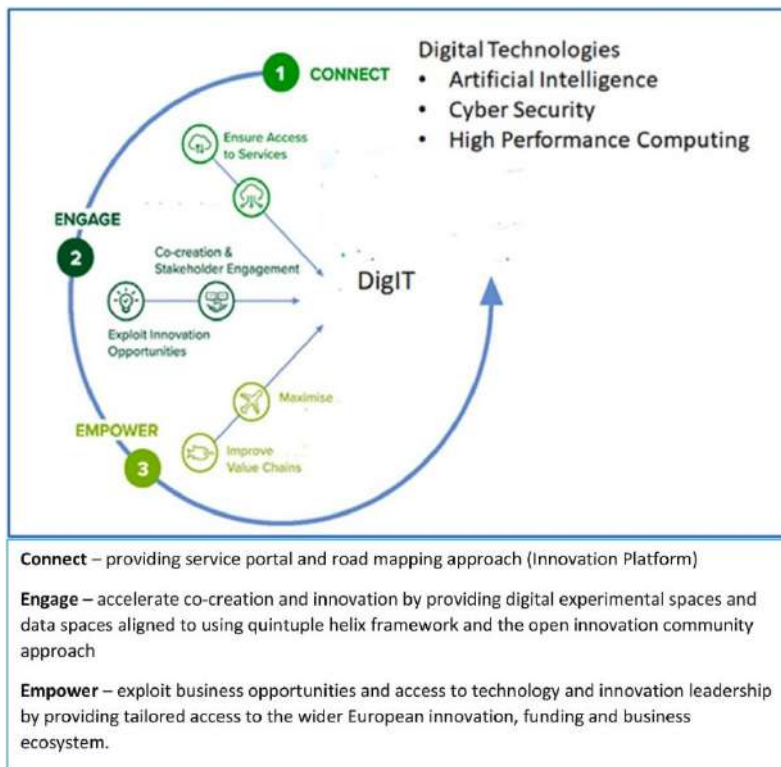 1 CONNECT
Digital Technologies
• Artificial Intelligence
• Cyber Security
• High Performance Computing
Ensure Access
to Services
ENGAGE
2
Co-creation &
Stakeholder Engagement
DigIT
Exploit Innovation
Opportunities
Maximise
EMPOWER
3
Improve
Value Chains
Connect – providing service portal and road mapping approach (Innovation Platform)
Engage – accelerate co-creation and innovation by providing digital experimental spaces and
data spaces aligned to using quintuple helix framework and the open innovation community
approach
Empower – exploit business opportunities and access to technology and innovation leadership
by providing tailored access to the wider European innovation, funding and business
ecosystem.